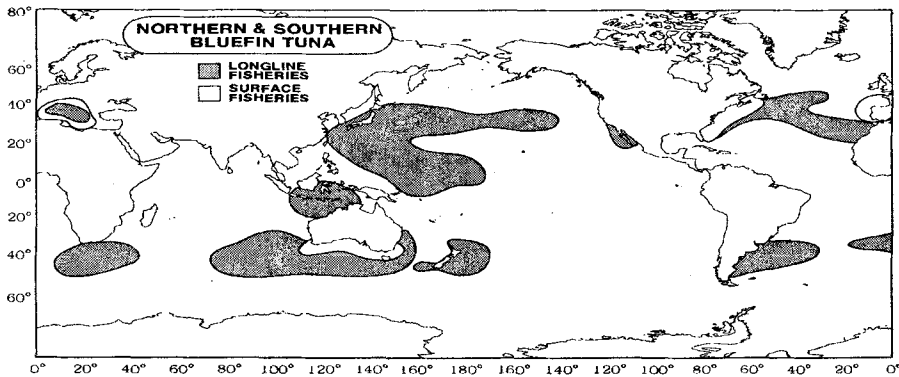 80°
NORTHERN & SOUTHERN
BLUEFIN TUNA
LONGLINE
FISHERIES
SURFACE
FISHERIES
60°
40°
20°
0°
20°
40°
60°
0° 20° 40° 60° 80° 100° 120° 140° 160° 180° 160° 140° 120° 100° 80° 60° 40° 20° 0°